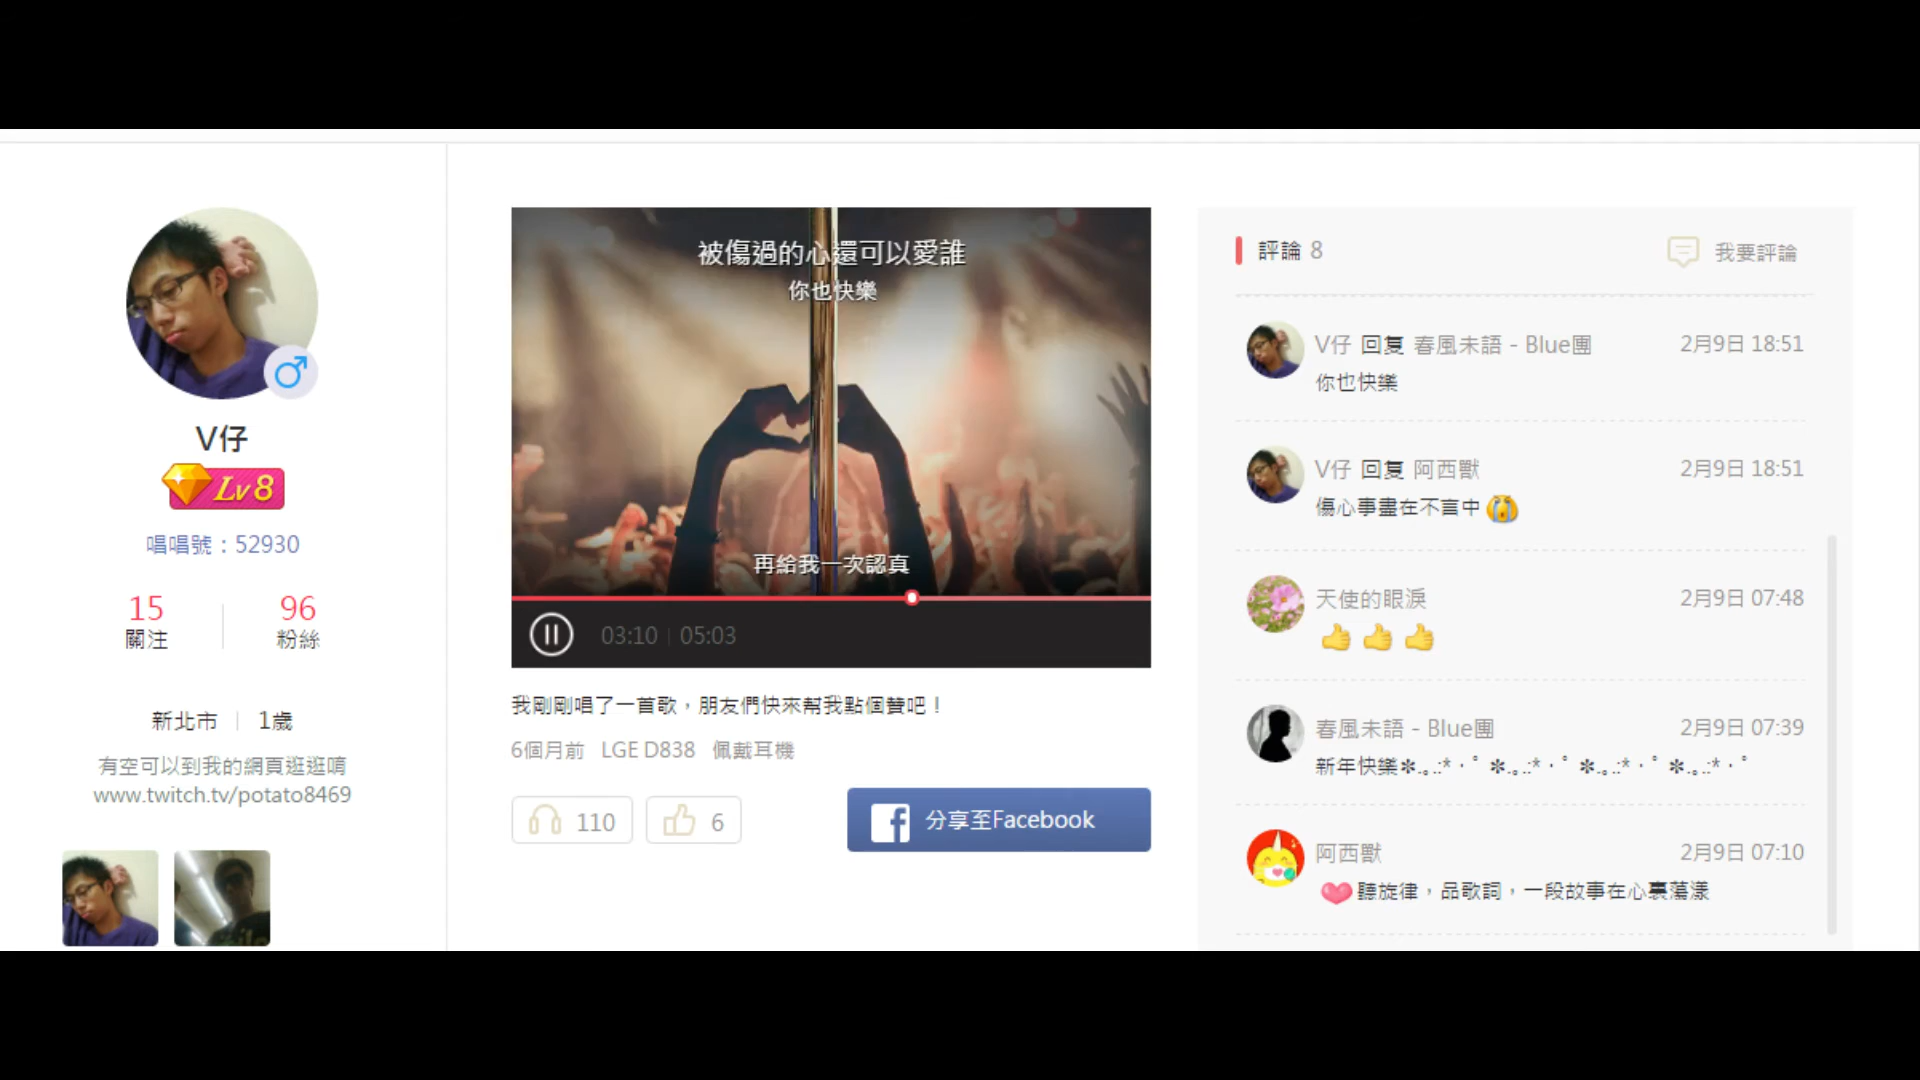 V仔
Lv 8
唱唱號：52930
15
關注
96
粉絲
新北市
1歲
有空可以到我的網頁逛逛唷
www.twitch.tv/potato8469
被傷過的心還可以愛誰
你也快樂
再給我一次認真
03:10 | 05:03
我剛剛唱了一首歌，朋友們快來幫我點個贊吧！
6個月前 LGE D838 佩戴耳機
110
6
分享至Facebook
評論 8
我要評論
V仔 回复 春風未語 - Blue團 2月9日 18:51
你也快樂
V仔 回复 阿西獸 2月9日 18:51
傷心事盡在不言中😭
天使的眼淚 2月9日 07:48
👍 👍 👍
春風未語 - Blue團 2月9日 07:39
新年快樂✼.｡.:*・ﾟ ✼.｡.:*・ﾟ ✼.｡.:*・ﾟ ✼.｡.:*・ﾟ
阿西獸 2月9日 07:10
聽旋律，品歌詞，一段故事在心裏蕩漾